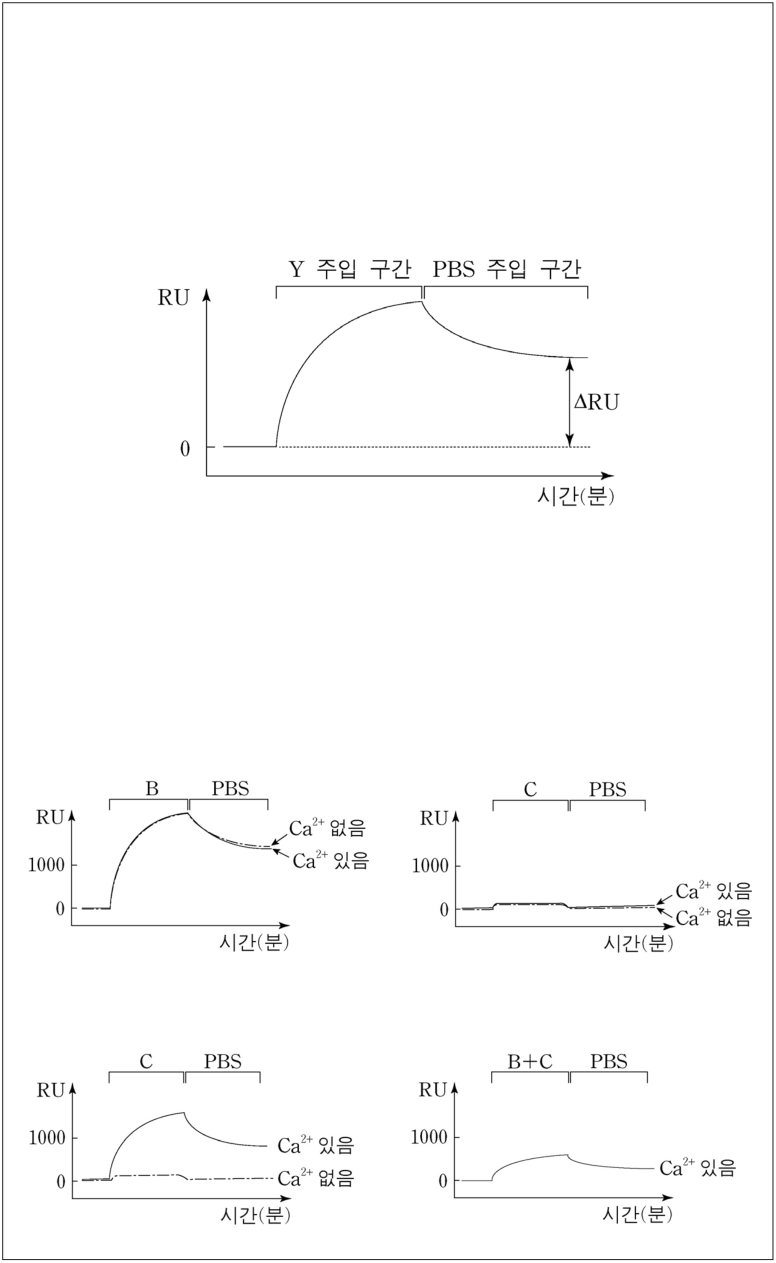 Y 주입 구간 PBS 주입 구간
RU
ΔRU
0
시간(분)
B PBS
RU
Ca²⁺ 없음
1000
Ca²⁺ 있음
0
시간(분)
C PBS
RU
1000
Ca²⁺ 있음
0
Ca²⁺ 없음
시간(분)
C PBS
RU
1000
Ca²⁺ 있음
0
Ca²⁺ 없음
시간(분)
B+C PBS
RU
1000
Ca²⁺ 있음
0
시간(분)